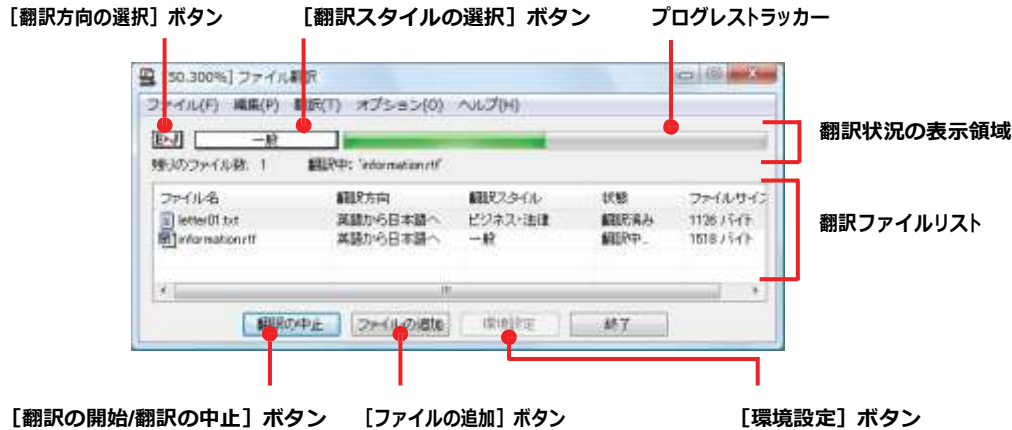 ［翻訳方向の選択］ボタン ［翻訳スタイルの選択］ボタン プログレストラッカー
[50.300%] ファイル翻訳
ファイル(F) 編集(P) 翻訳(T) オプション(O) ヘルプ(H)
一般
翻訳状況の表示領域
残りのファイル数: 1 翻訳中: 'information.rtf'
ファイル名 翻訳方向 翻訳スタイル 状態 ファイルサイズ
letter01.txt 英語から日本語へ ビジネス・法律 翻訳済み 1126 バイト
information.rtf 英語から日本語へ 一般 翻訳中... 1518 バイト
翻訳ファイルリスト
翻訳の中止 ファイルの追加 環境設定 終了
［翻訳の開始/翻訳の中止］ボタン ［ファイルの追加］ボタン ［環境設定］ボタン